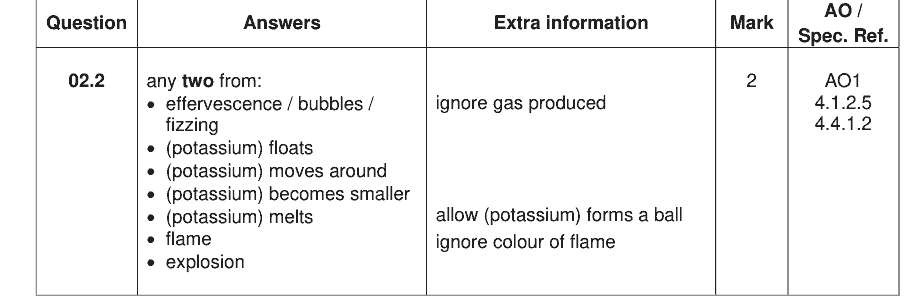 Question Answers Extra information Mark AO / Spec. Ref.
02.2 any two from: 2 AO1
• effervescence / bubbles / ignore gas produced 4.1.2.5
fizzing 4.4.1.2
• (potassium) floats
• (potassium) moves around
• (potassium) becomes smaller
• (potassium) melts allow (potassium) forms a ball
• flame ignore colour of flame
• explosion